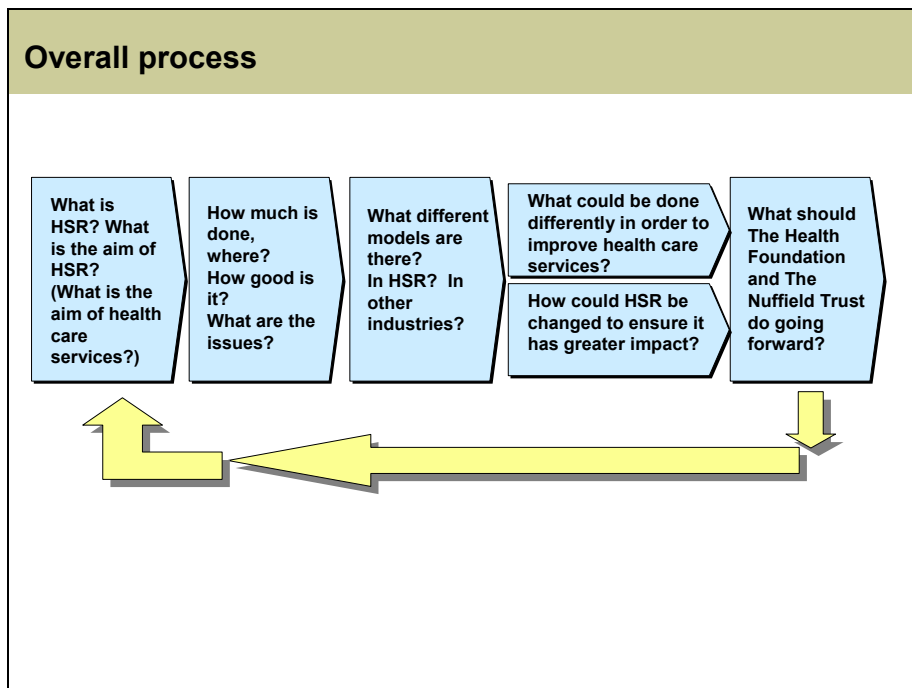 Overall process
What is
HSR? What
is the aim of
HSR?
(What is the
aim of health
care
services?)
How much is
done,
where?
How good is
it?
What are the
issues?
What different
models are
there?
In HSR? In
other
industries?
What could be done
differently in order to
improve health care
services?
How could HSR be
changed to ensure it
has greater impact?
What should
The Health
Foundation
and The
Nuffield Trust
do going
forward?